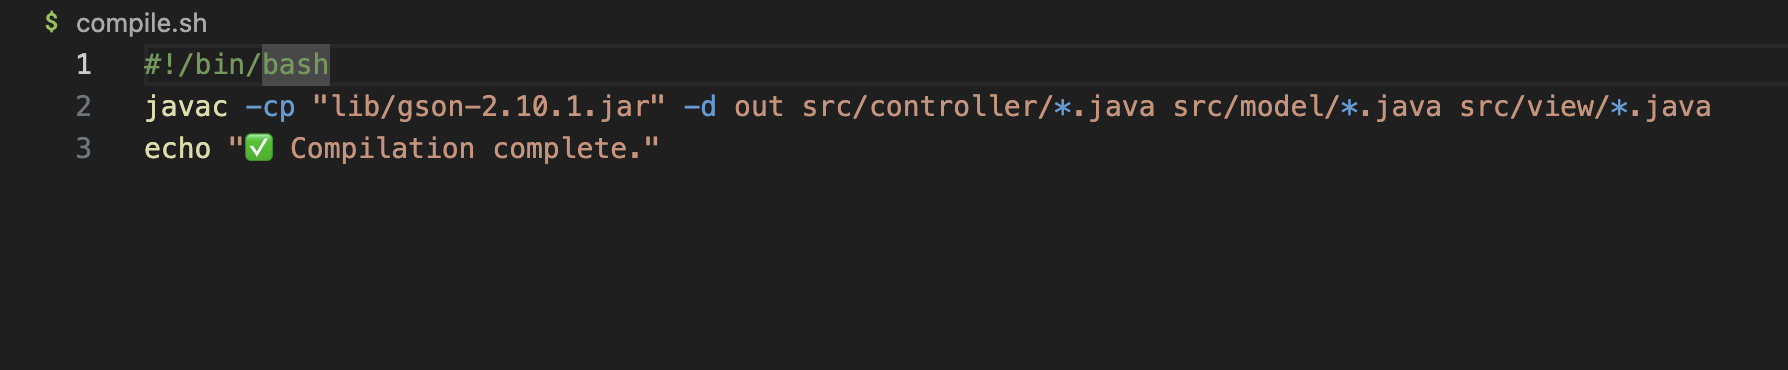 $ compile.sh
1 #!/bin/bash
2 javac -cp "lib/gson-2.10.1.jar" -d out src/controller/*.java src/model/*.java src/view/*.java
3 echo "✅ Compilation complete."